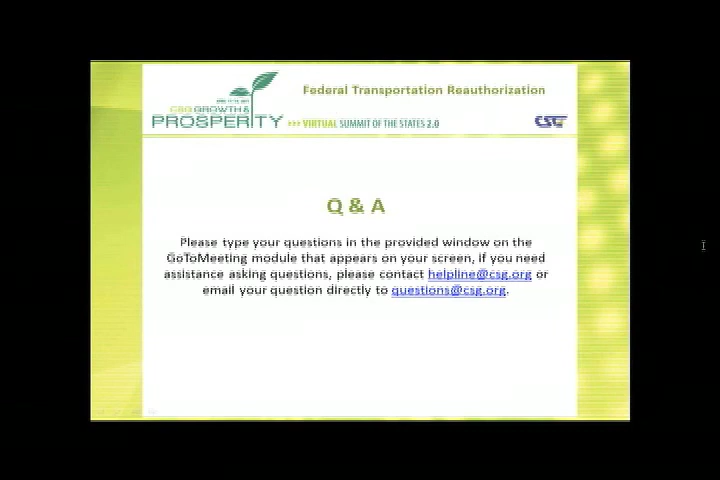 Federal Transportation Reauthorization
CSG GROWTH &
PROSPERITY
>>> VIRTUAL SUMMIT OF THE STATES 2.0
CSG
Q & A
Please type your questions in the provided window on the
GoToMeeting module that appears on your screen, if you need
assistance asking questions, please contact helpline@csg.org or
email your question directly to questions@csg.org.